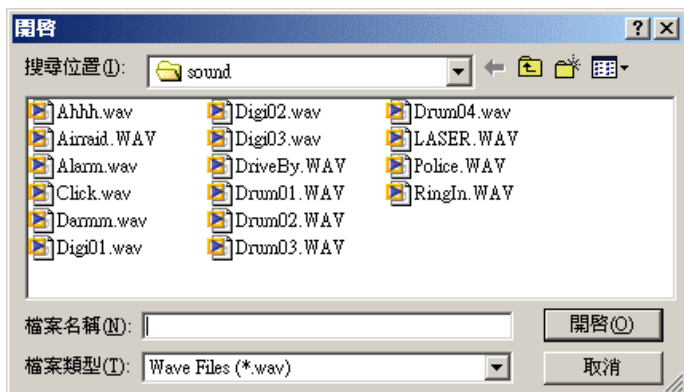 開啓
搜尋位置(I): sound
Ahhh.wav
Airraid.WAV
Alarm.wav
Click.wav
Darmm.wav
Digi01.wav
Digi02.wav
Digi03.wav
DriveBy.WAV
Drum01.WAV
Drum02.WAV
Drum03.WAV
Drum04.wav
LASER.WAV
Police.WAV
RingIn.WAV
檔案名稱(N): 開啓(O)
檔案類型(T): Wave Files (*.wav) 取消